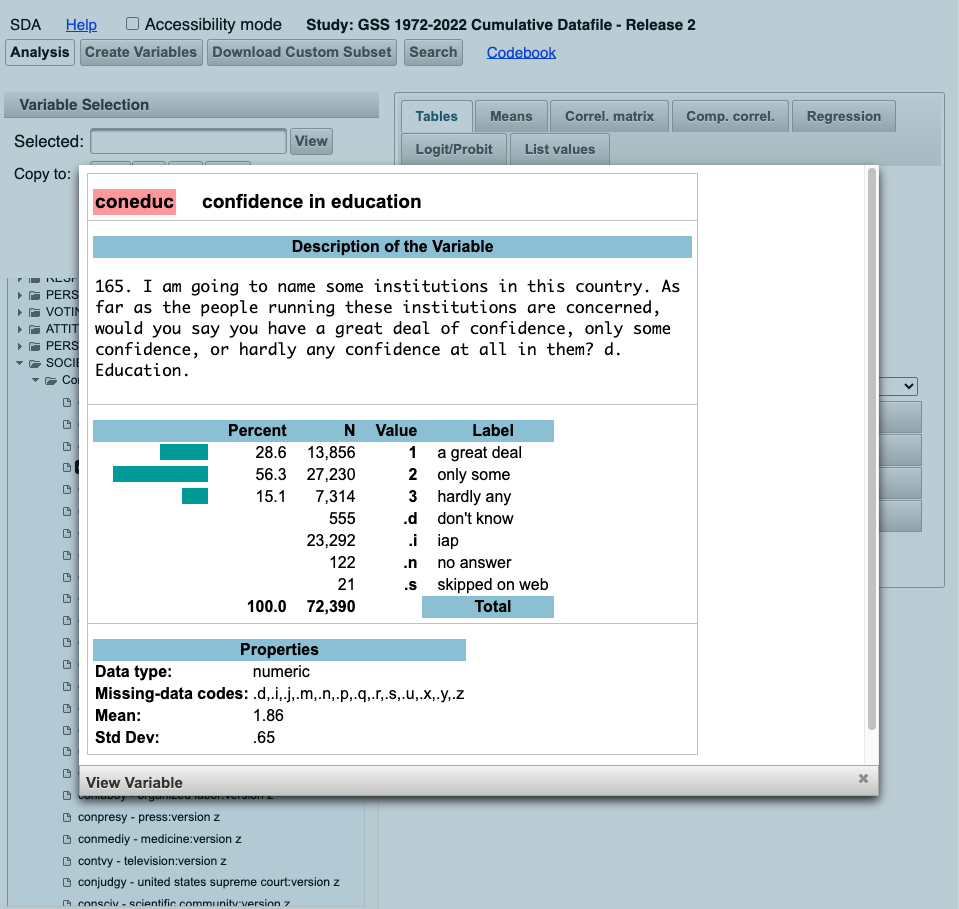 SDA Help Accessibility mode Study: GSS 1972-2022 Cumulative Datafile - Release 2
Analysis Create Variables Download Custom Subset Search Codebook
Variable Selection
Selected: View
Copy to:
Tables Means Correl. matrix Comp. correl. Regression
Logit/Probit List values
coneduc confidence in education
Description of the Variable
165. I am going to name some institutions in this country. As
far as the people running these institutions are concerned,
would you say you have a great deal of confidence, only some
confidence, or hardly any confidence at all in them? d.
Education.
Percent N Value Label
28.6 13,856 1 a great deal
56.3 27,230 2 only some
15.1 7,314 3 hardly any
555 .d don't know
23,292 .i iap
122 .n no answer
21 .s skipped on web
100.0 72,390 Total
Properties
Data type: numeric
Missing-data codes: .d,.i,.j,.m,.n,.p,.q,.r,.s,.u,.x,.y,.z
Mean: 1.86
Std Dev: .65
View Variable
PERS
VOTIN
ATTIT
PERS
SOCIE
Co
conlaboy - organized labor:version z
conpresy - press:version z
conmediy - medicine:version z
contvy - television:version z
conjudgy - united states supreme court:version z
consciy - scientific community:version z